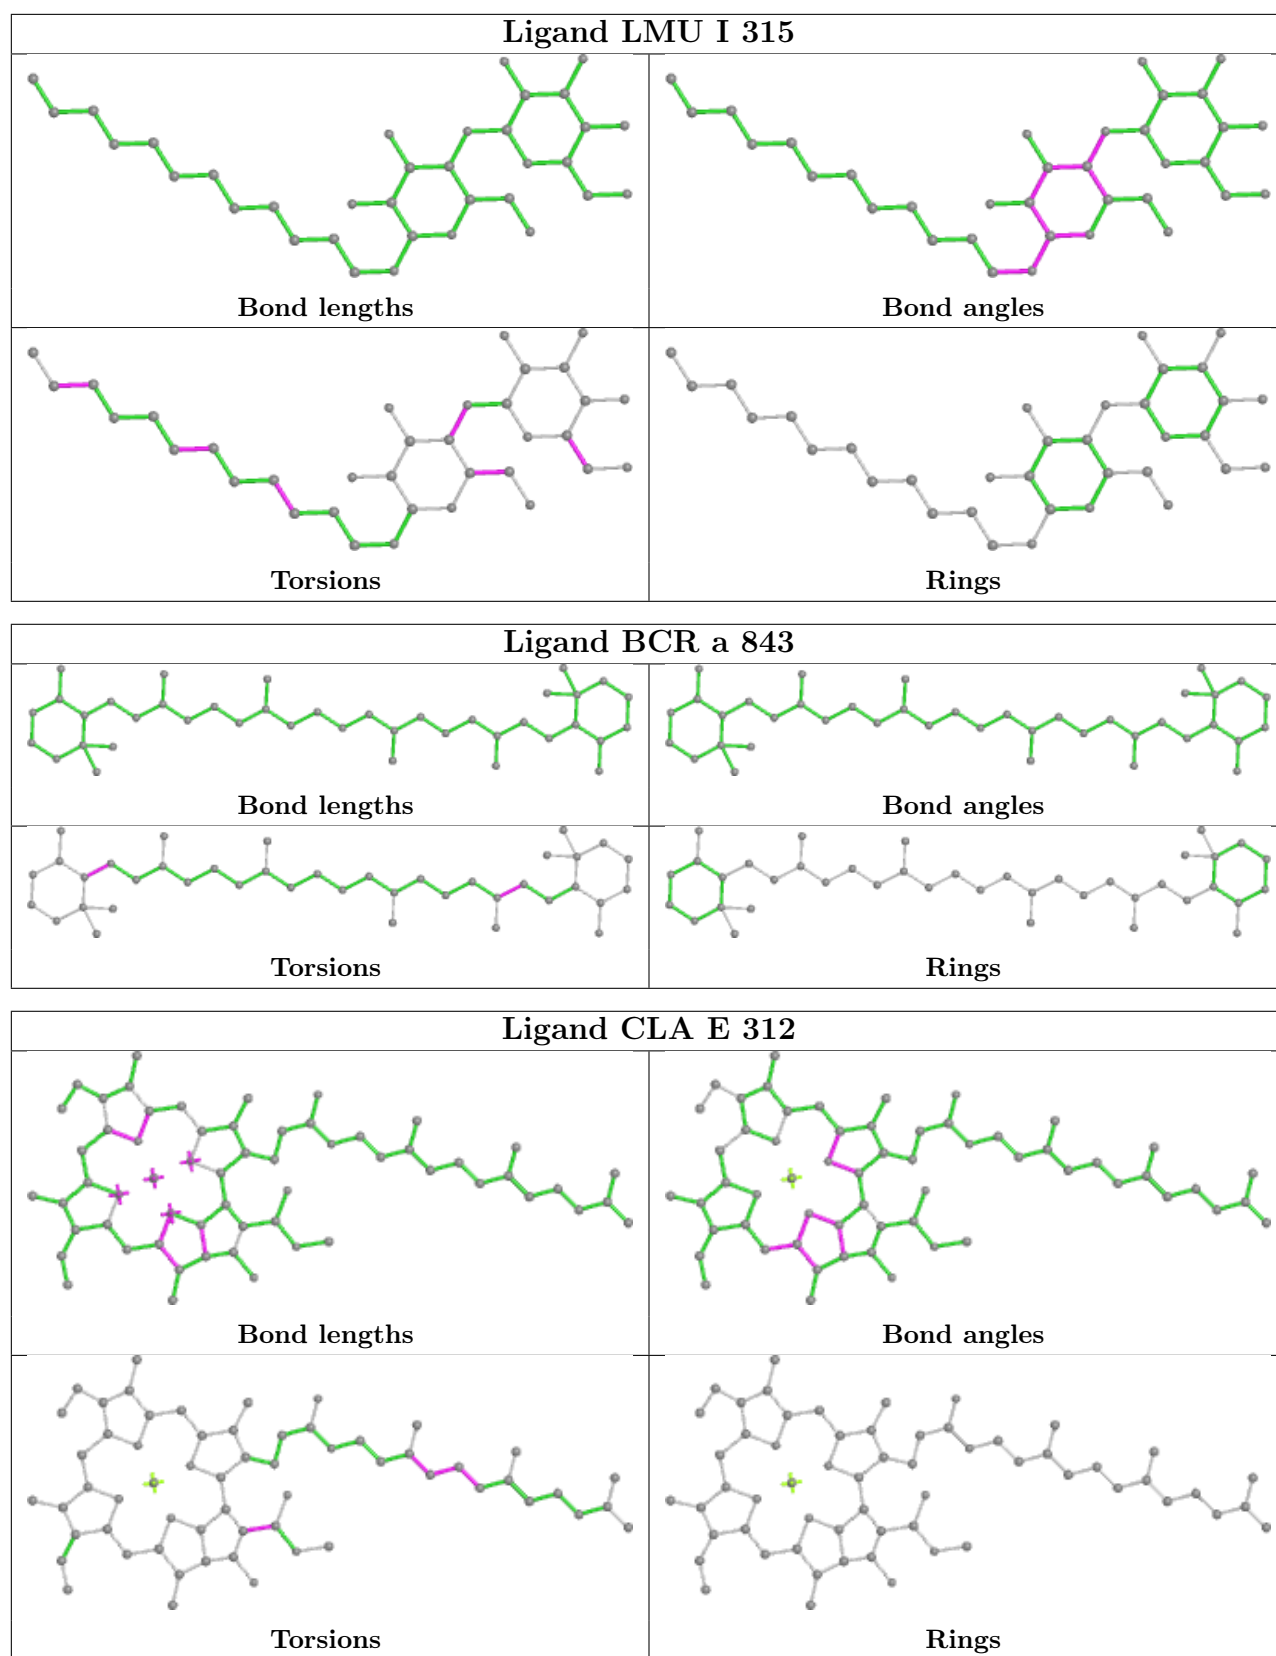 Ligand LMU I 315
Bond lengths
Bond angles
Torsions
Rings
Ligand BCR a 843
Bond lengths
Bond angles
Torsions
Rings
Ligand CLA E 312
Bond lengths
Bond angles
Torsions
Rings